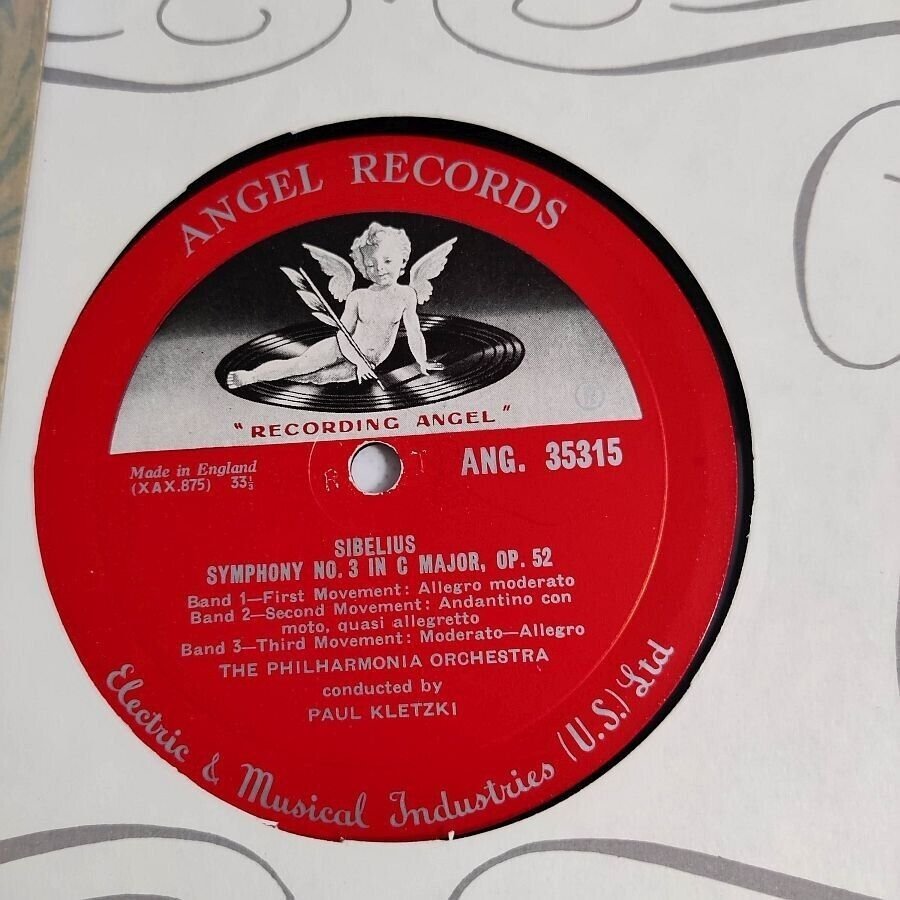 ANGEL RECORDS
"RECORDING ANGEL"
Made in England
(XAX.875) 33⅓
R T
ANG. 35315
SIBELIUS
SYMPHONY NO. 3 IN C MAJOR, OP. 52
Band 1—First Movement: Allegro moderato
Band 2—Second Movement: Andantino con
moto, quasi allegretto
Band 3—Third Movement: Moderato—Allegro
THE PHILHARMONIA ORCHESTRA
conducted by
PAUL KLETZKI
Electric & Musical Industries (U.S.) Ltd